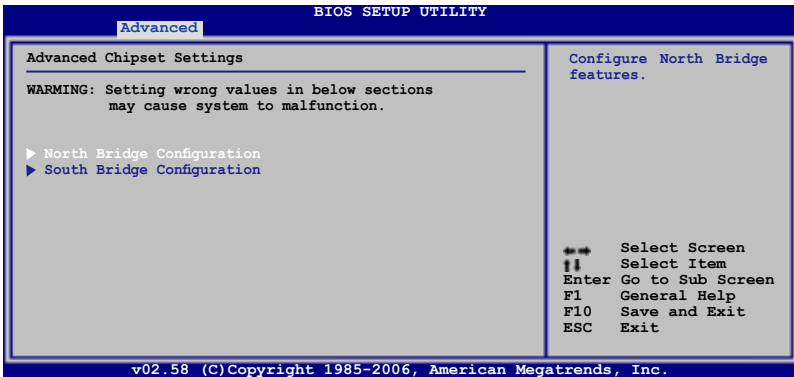 BIOS SETUP UTILITY
Advanced
Advanced Chipset Settings
WARMING: Setting wrong values in below sections
may cause system to malfunction.
North Bridge Configuration
South Bridge Configuration
Configure North Bridge
features.
Select Screen
Select Item
Enter Go to Sub Screen
F1 General Help
F10 Save and Exit
ESC Exit
v02.58 (C)Copyright 1985-2006, American Megatrends, Inc.